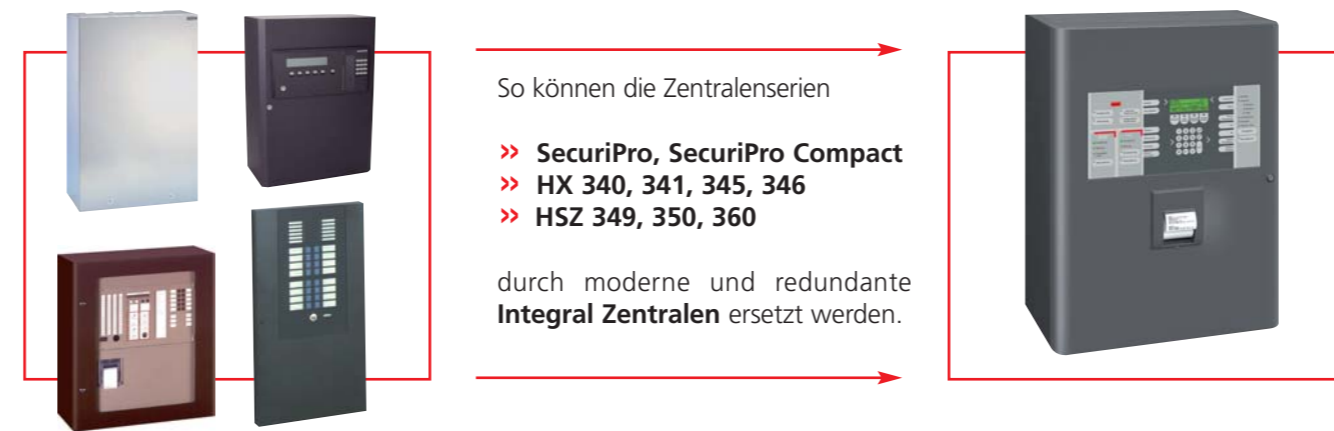 So können die Zentralenserien
» SecuriPro, SecuriPro Compact
» HX 340, 341, 345, 346
» HSZ 349, 350, 360
durch moderne und redundante
Integral Zentralen ersetzt werden.